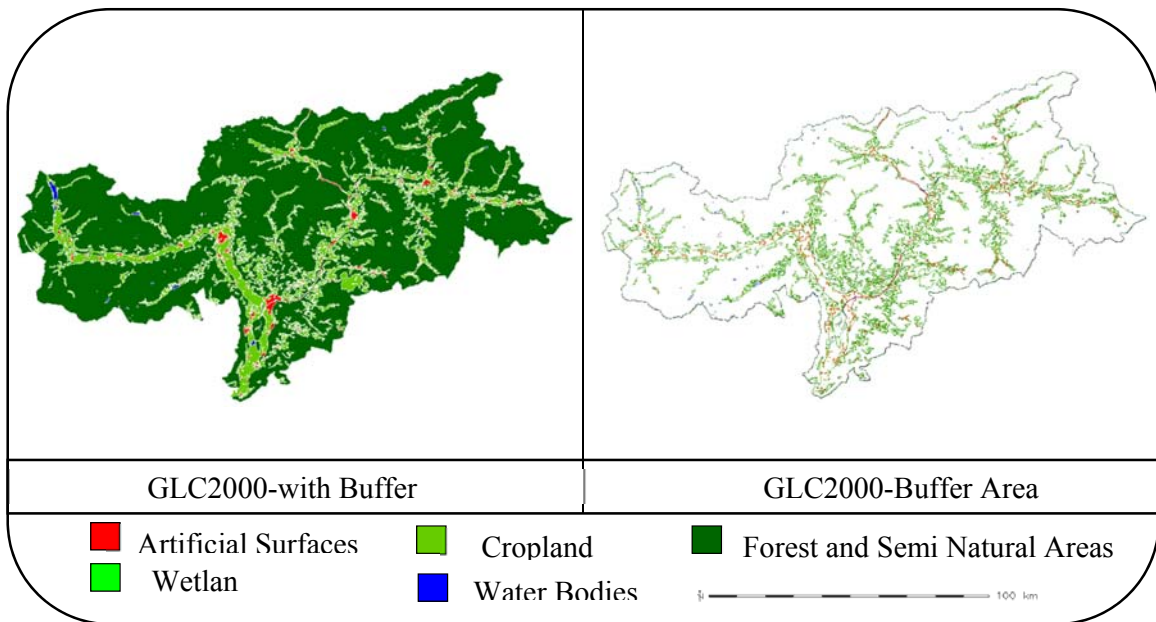 GLC2000-with Buffer
GLC2000-Buffer Area
Artificial Surfaces
Cropland
Forest and Semi Natural Areas
Wetlan
Water Bodies
100 km